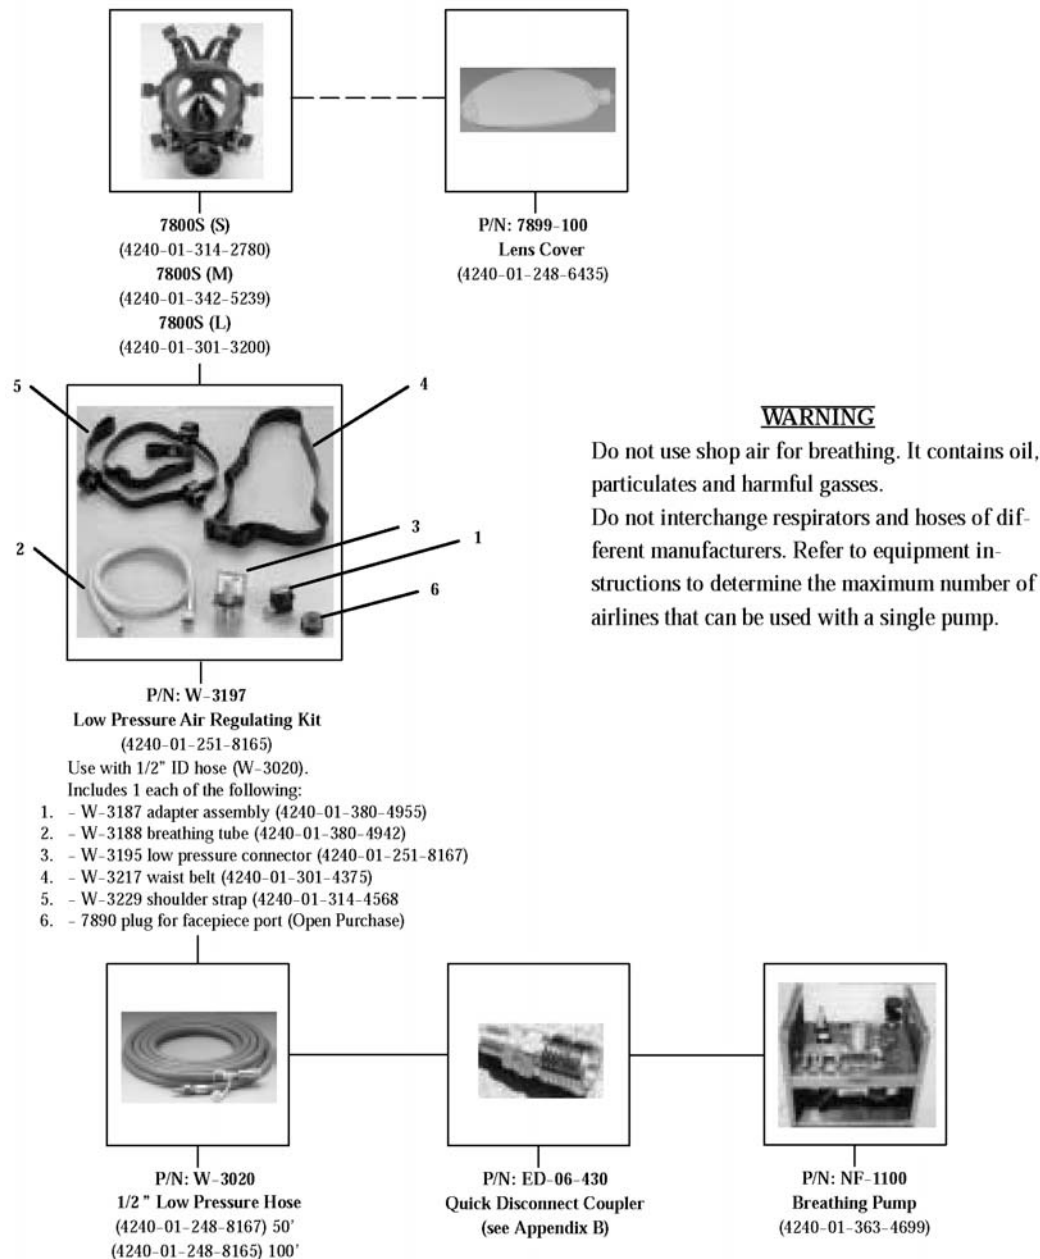 7800S (S)
(4240-01-314-2780)
7800S (M)
(4240-01-342-5239)
7800S (L)
(4240-01-301-3200)
P/N: 7899-100
Lens Cover
(4240-01-248-6435)
5
4
3
1
2
6
WARNING
Do not use shop air for breathing. It contains oil,
particulates and harmful gasses.
Do not interchange respirators and hoses of dif-
ferent manufacturers. Refer to equipment in-
structions to determine the maximum number of
airlines that can be used with a single pump.
P/N: W-3197
Low Pressure Air Regulating Kit
(4240-01-251-8165)
Use with 1/2" ID hose (W-3020).
Includes 1 each of the following:
1. - W-3187 adapter assembly (4240-01-380-4955)
2. - W-3188 breathing tube (4240-01-380-4942)
3. - W-3195 low pressure connector (4240-01-251-8167)
4. - W-3217 waist belt (4240-01-301-4375)
5. - W-3229 shoulder strap (4240-01-314-4568
6. - 7890 plug for facepiece port (Open Purchase)
P/N: W-3020
1/2 " Low Pressure Hose
(4240-01-248-8167) 50'
(4240-01-248-8165) 100'
P/N: ED-06-430
Quick Disconnect Coupler
(see Appendix B)
P/N: NF-1100
Breathing Pump
(4240-01-363-4699)